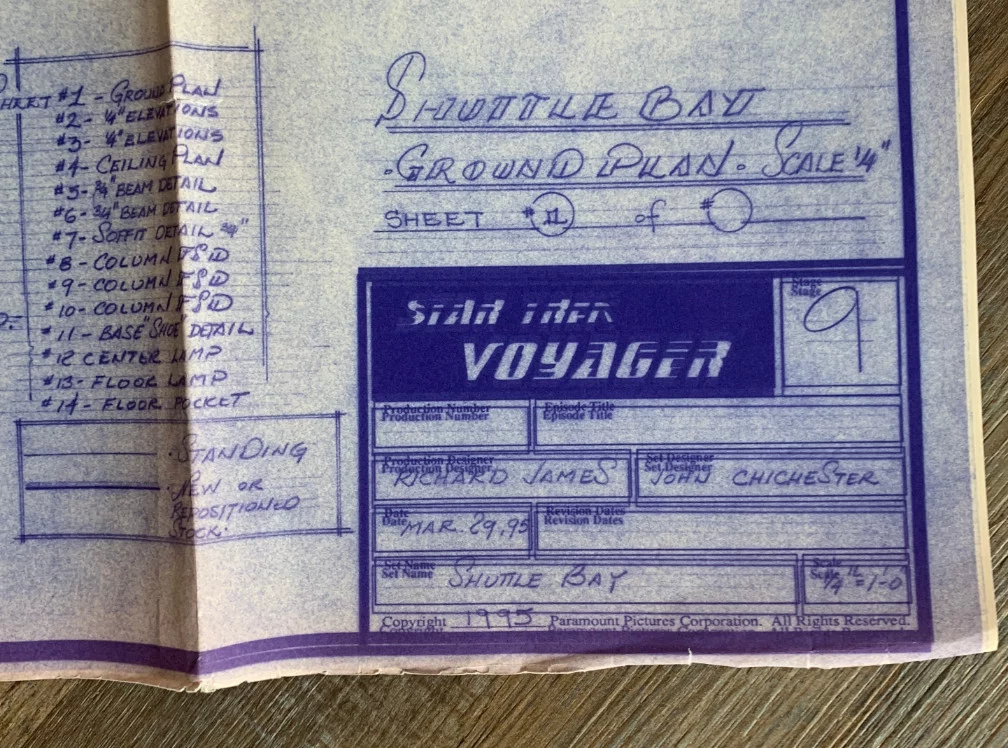 SHEET #1 - GROUND PLAN
#2 - 1/4" ELEVATIONS
#3 - 1/4" ELEVATIONS
#4 - CEILING PLAN
#5 - 3/4" BEAM DETAIL
#6 - 3/4" BEAM DETAIL
#7 - SOFFIT DETAIL 3/4"
#8 - COLUMN FSD
#9 - COLUMN FSD
#10 - COLUMN FSD
#11 - BASE "SHOE" DETAIL
#12 CENTER LAMP
#13 - FLOOR LAMP
#14 - FLOOR POCKET
STANDING
NEW OR
REPOSITIONED
STOCK.
SHUTTLE BAY
·GROUND PLAN· SCALE 1/4"
SHEET #1 of #
STAR TREK
VOYAGER
Stage
9
Production Number
Episode Title
Production Designer
RICHARD JAMES
Set Designer
JOHN CHICHESTER
Date
MAR. 29, 95
Revision Dates
Set Name
SHUTTLE BAY
Scale
1/4" = 1'-0"
Copyright 1995 Paramount Pictures Corporation. All Rights Reserved.